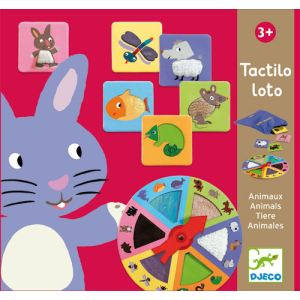 3+
Tactilo
loto
Animaux
Animals
Tiere
Animales
DJECO